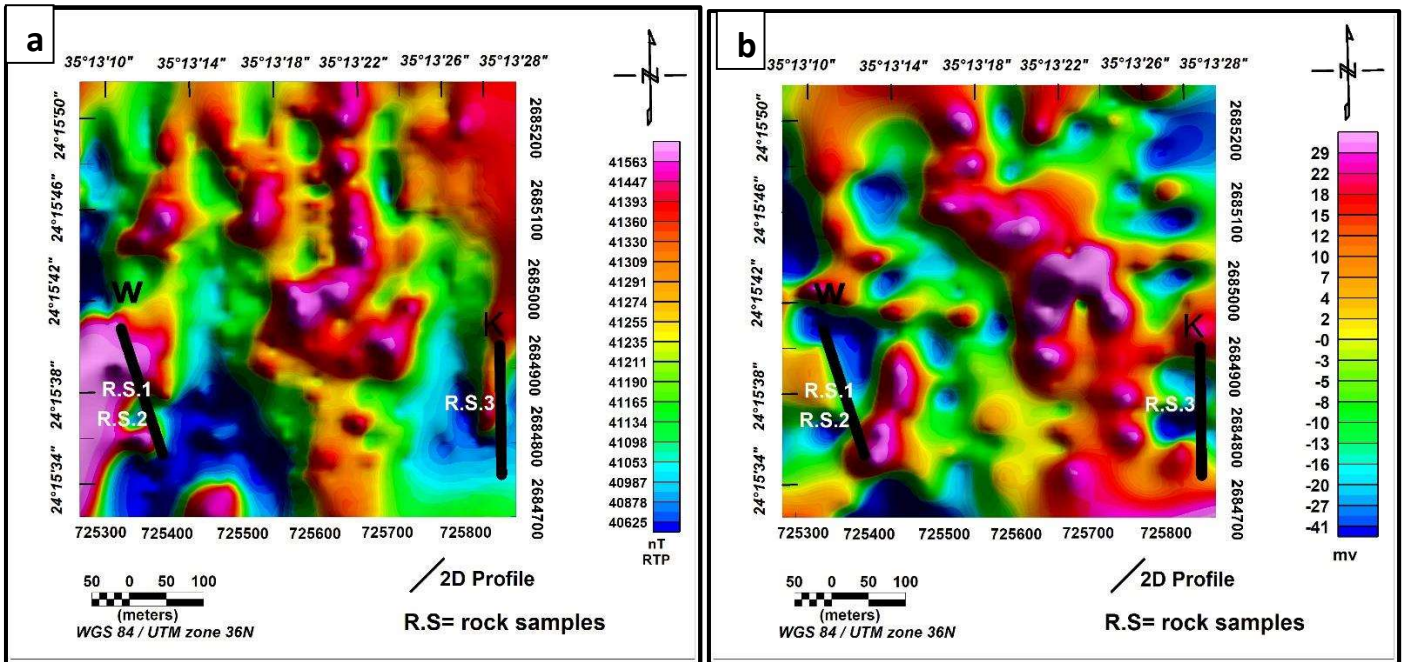 a
35°13'10" 35°13'14" 35°13'18" 35°13'22" 35°13'26" 35°13'28"
24°15'50"
24°15'46"
24°15'42"
24°15'38"
24°15'34"
2685200
2685100
2685000
2684900
2684800
2684700
W
K
R.S.1
R.S.2
R.S.3
725300 725400 725500 725600 725700 725800
N
41563
41447
41393
41360
41330
41309
41291
41274
41255
41235
41211
41190
41165
41134
41098
41053
40987
40878
40625
nT
RTP
50 0 50 100
(meters)
WGS 84 / UTM zone 36N
2D Profile
R.S= rock samples
b
35°13'10" 35°13'14" 35°13'18" 35°13'22" 35°13'26" 35°13'28"
24°15'50"
24°15'46"
24°15'42"
24°15'38"
24°15'34"
2685200
2685100
2685000
2684900
2684800
2684700
W
K
R.S.1
R.S.2
R.S.3
725300 725400 725500 725600 725700 725800
N
29
22
18
15
12
10
7
4
2
-0
-3
-5
-8
-10
-13
-16
-20
-27
-41
mv
50 0 50 100
(meters)
WGS 84 / UTM zone 36N
2D Profile
R.S= rock samples